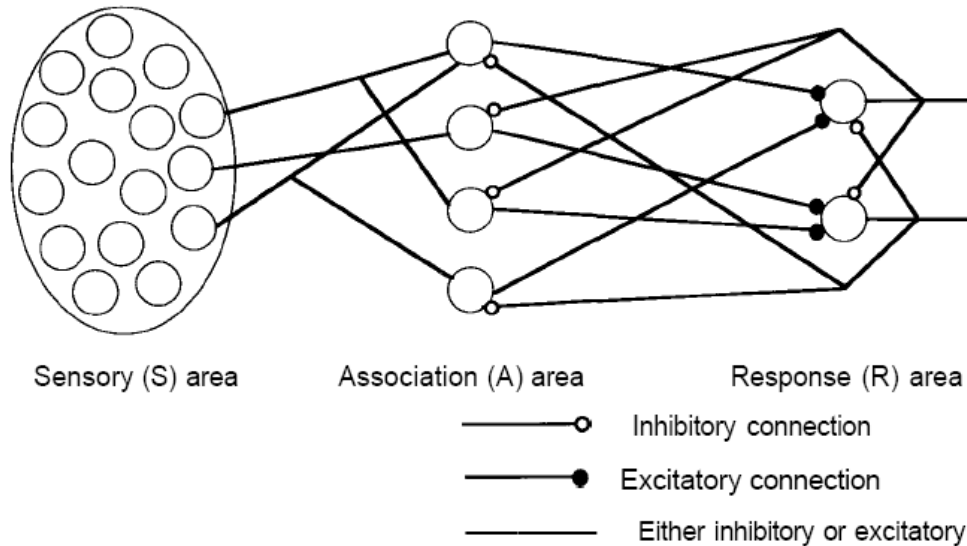 Sensory (S) area
Association (A) area
Response (R) area
Inhibitory connection
Excitatory connection
Either inhibitory or excitatory